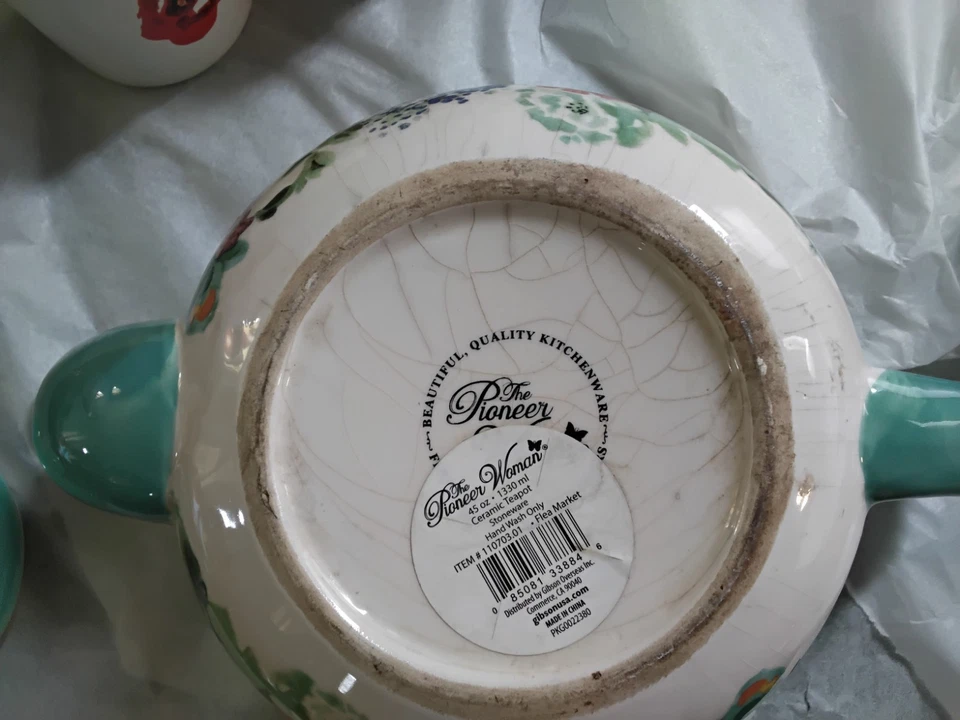 BEAUTIFUL, QUALITY KITCHENWARE
The
Pioneer
The
Pioneer Woman®
45 oz • 1330 ml
Ceramic Teapot
Stoneware
Hand Wash Only
ITEM # 110703.01 • Flea Market
0 85081 33884 6
Distributed by Gibson Overseas Inc.
Commerce, CA 90040
gibsonusa.com
MADE IN CHINA
PKG0022380